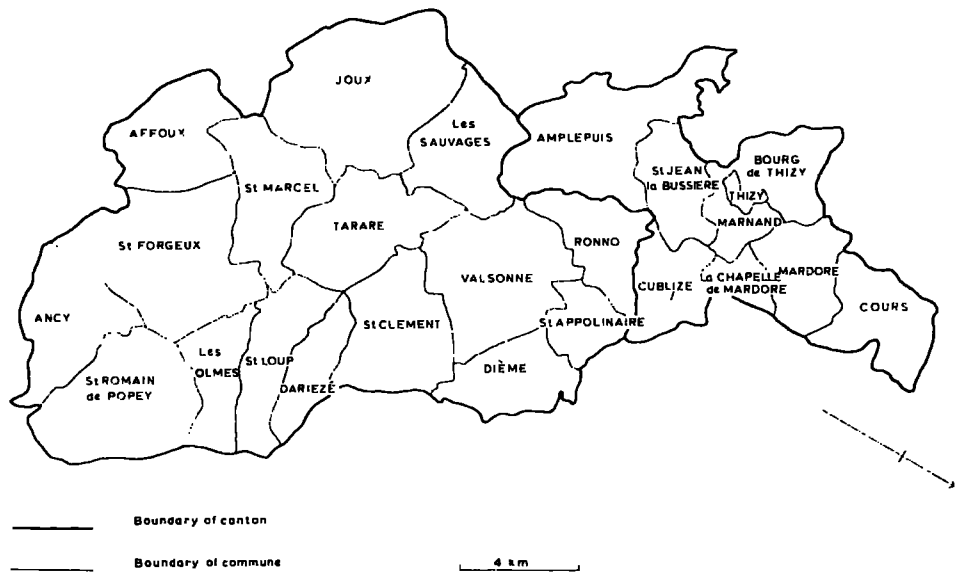 JOUX
AFFOUX
Les
SAUVAGES
AMPLEPUIS
St JEAN
la BUSSIERE
BOURG
de THIZY
THIZY
St MARCEL
MARNAND
TARARE
St FORGEUX
RONNO
VALSONNE
CUBLIZE
La CHAPELLE
de MARDORE
MARDORE
COURS
ANCY
St CLEMENT
St APPOLINAIRE
Les
OLMES
St LOUP
DIÈME
St ROMAIN
de POPEY
DARIEZÉ
Boundary of canton
Boundary of commune
4 km